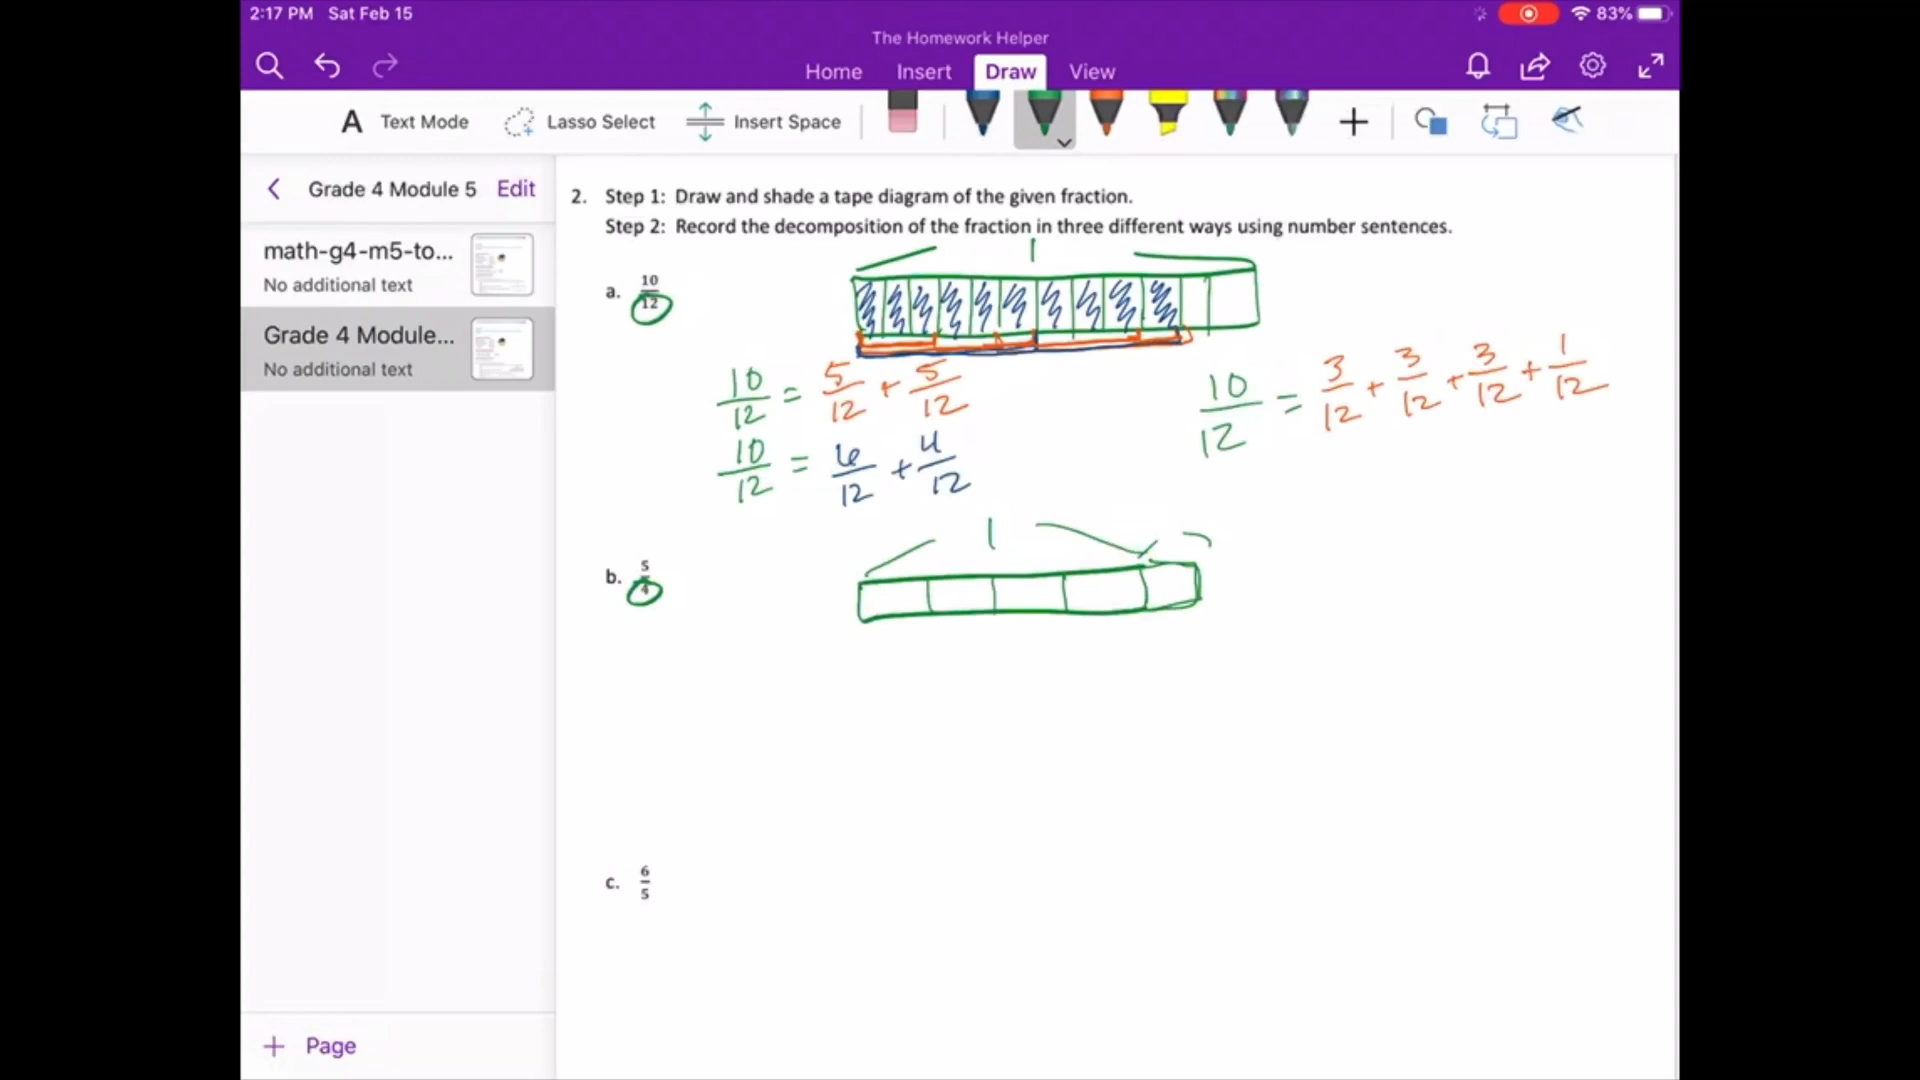 2:17 PM Sat Feb 15
83%
The Homework Helper
Home Insert Draw View
A Text Mode Lasso Select Insert Space
Grade 4 Module 5 Edit
math-g4-m5-to...
No additional text
Grade 4 Module...
No additional text
+ Page
2. Step 1: Draw and shade a tape diagram of the given fraction.
Step 2: Record the decomposition of the fraction in three different ways using number sentences.
1
a. 10/12
10/12 = 5/12 + 5/12
10/12 = 3/12 + 3/12 + 3/12 + 1/12
10/12 = 6/12 + 4/12
1
b. 5/4
c. 6/5